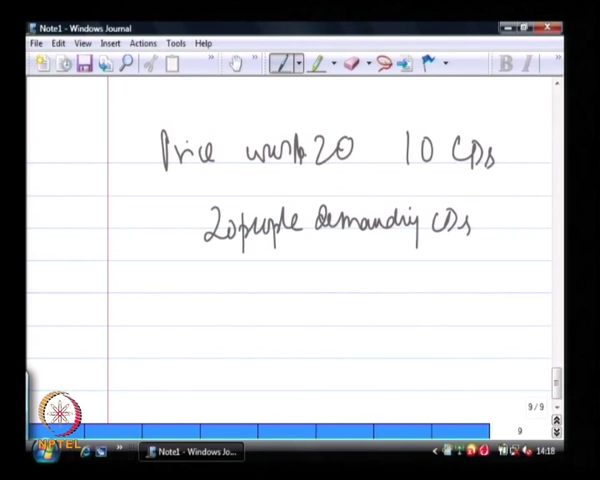 Note1 - Windows Journal
File Edit View Insert Actions Tools Help
B I
Price was 20 10 CDs
20 people demanding CDs
9 / 9
9
NPTEL
Note1 - Windows Jo...
14:18